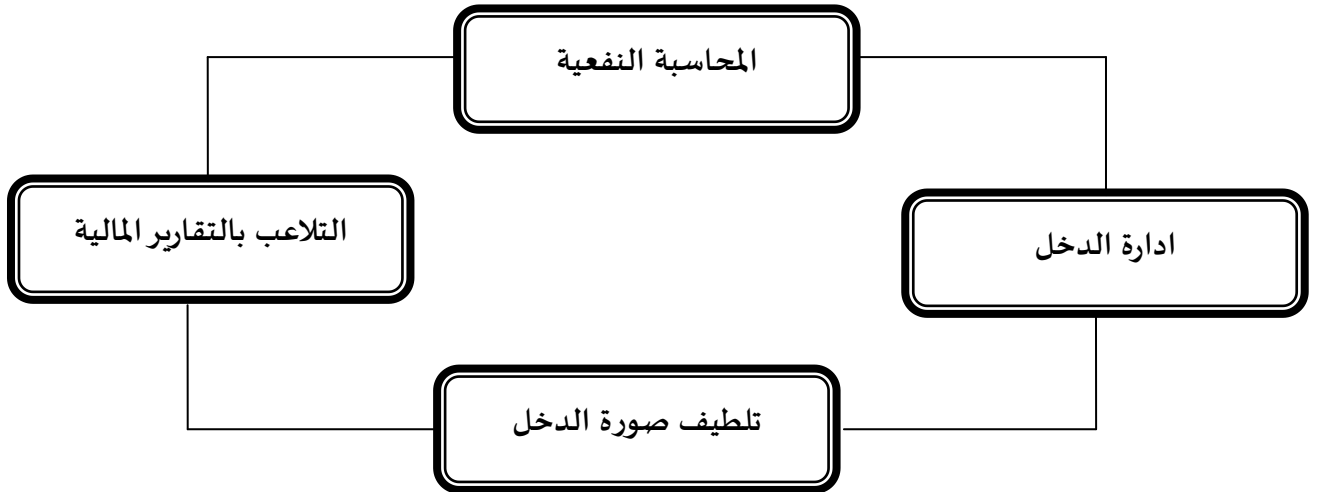 المحاسبة النفعية
ادارة الدخل
التلاعب بالتقارير المالية
تلطيف صورة الدخل